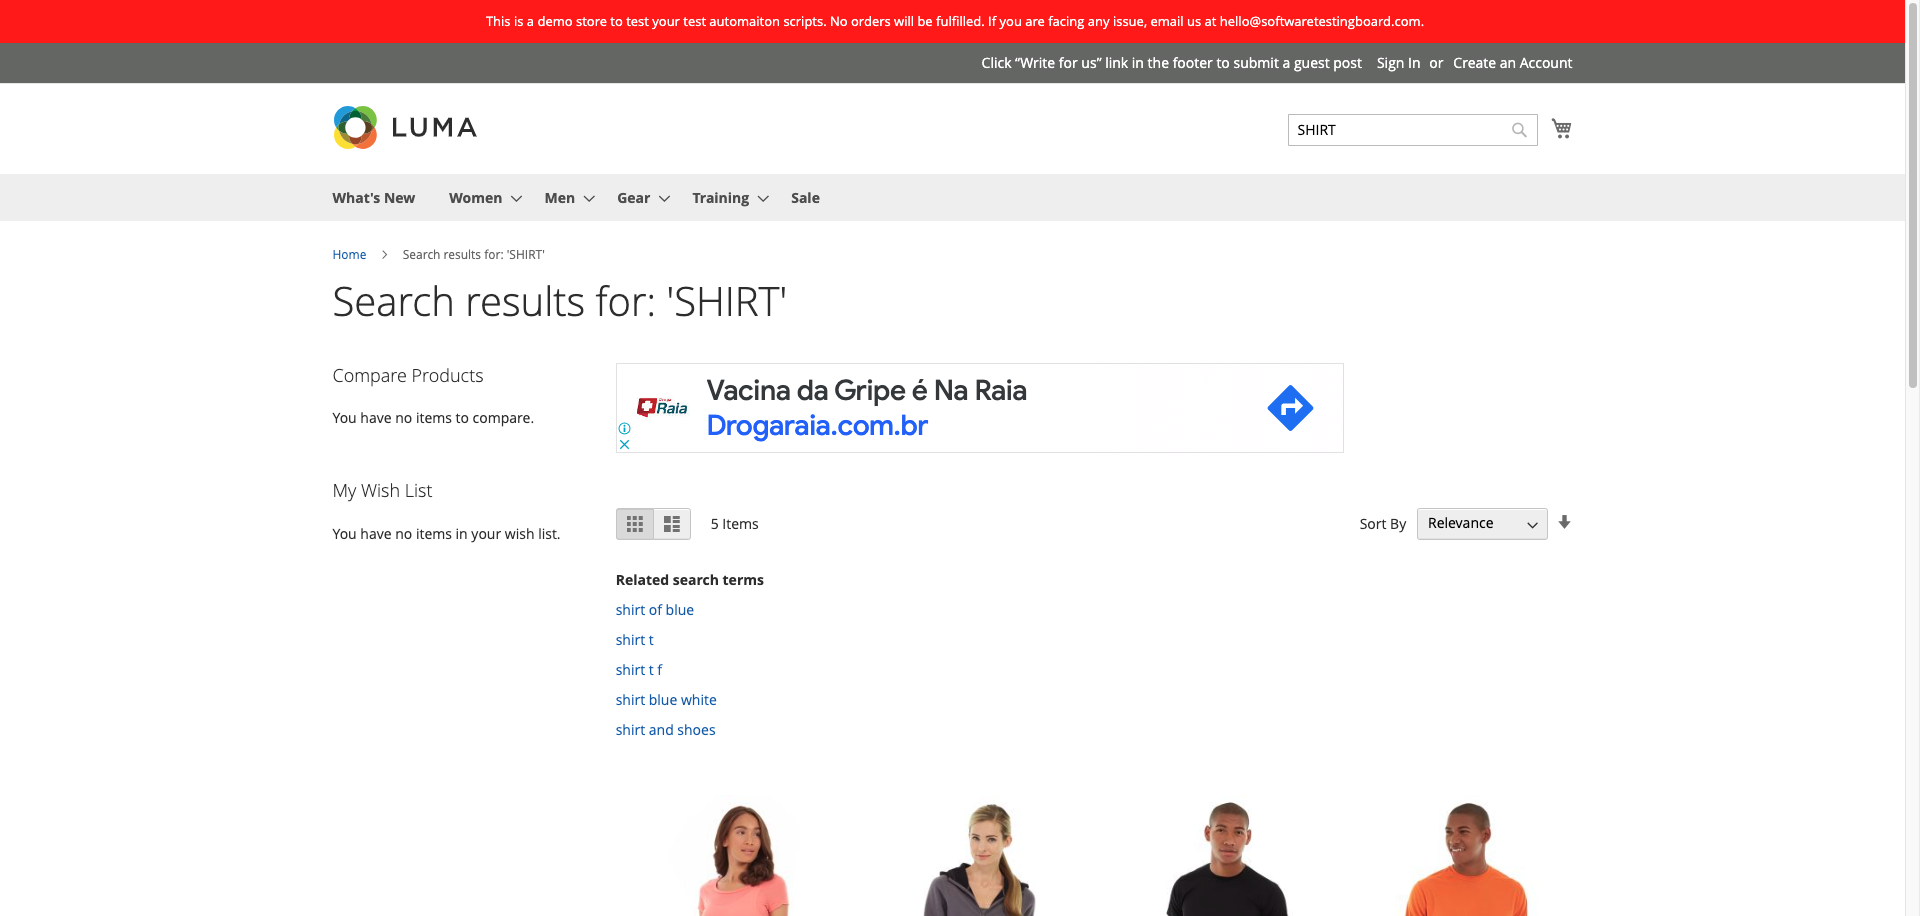 This is a demo store to test your test automaiton scripts. No orders will be fulfilled. If you are facing any issue, email us at hello@softwaretestingboard.com.
Click “Write for us” link in the footer to submit a guest post Sign In or Create an Account
LUMA
SHIRT
What's New Women Men Gear Training Sale
Home Search results for: 'SHIRT'
Search results for: 'SHIRT'
Compare Products
You have no items to compare.
My Wish List
You have no items in your wish list.
Raia
Vacina da Gripe é Na Raia
Drogaraia.com.br
5 Items
Sort By Relevance
Related search terms
shirt of blue
shirt t
shirt t f
shirt blue white
shirt and shoes